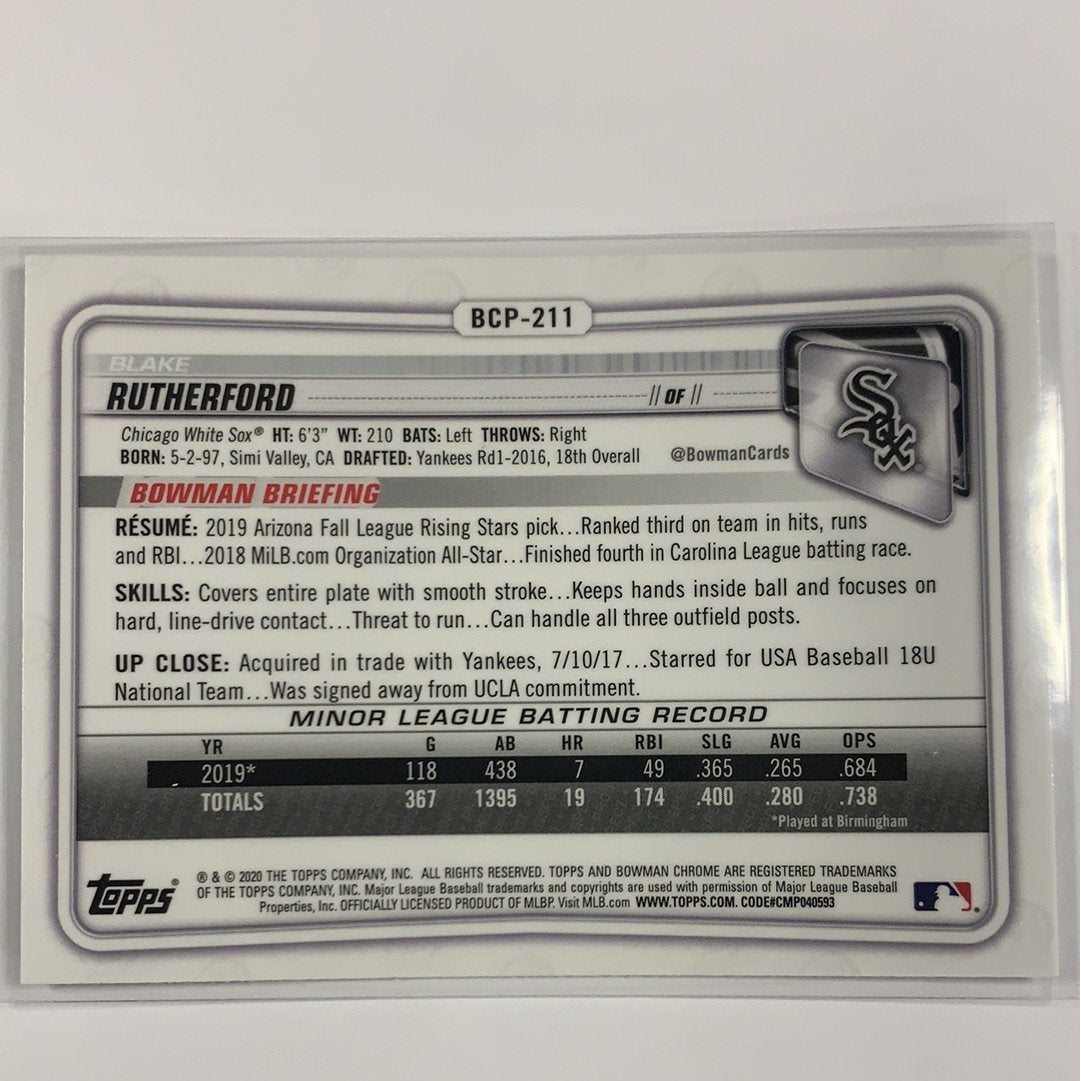 BCP-211
BLAKE
RUTHERFORD // OF //
Sox
Chicago White Sox® HT: 6'3" WT: 210 BATS: Left THROWS: Right
BORN: 5-2-97, Simi Valley, CA DRAFTED: Yankees Rd1-2016, 18th Overall @BowmanCards
BOWMAN BRIEFING
RÉSUMÉ: 2019 Arizona Fall League Rising Stars pick...Ranked third on team in hits, runs
and RBI...2018 MiLB.com Organization All-Star...Finished fourth in Carolina League batting race.
SKILLS: Covers entire plate with smooth stroke...Keeps hands inside ball and focuses on
hard, line-drive contact...Threat to run...Can handle all three outfield posts.
UP CLOSE: Acquired in trade with Yankees, 7/10/17...Starred for USA Baseball 18U
National Team...Was signed away from UCLA commitment.
MINOR LEAGUE BATTING RECORD
YR G AB HR RBI SLG AVG OPS
2019* 118 438 7 49 .365 .265 .684
TOTALS 367 1395 19 174 .400 .280 .738
*Played at Birmingham
TOPPS®
® & © 2020 THE TOPPS COMPANY, INC. ALL RIGHTS RESERVED. TOPPS AND BOWMAN CHROME ARE REGISTERED TRADEMARKS
OF THE TOPPS COMPANY, INC. Major League Baseball trademarks and copyrights are used with permission of Major League Baseball
Properties, Inc. OFFICIALLY LICENSED PRODUCT OF MLBP. Visit MLB.com WWW.TOPPS.COM. CODE#CMP040593